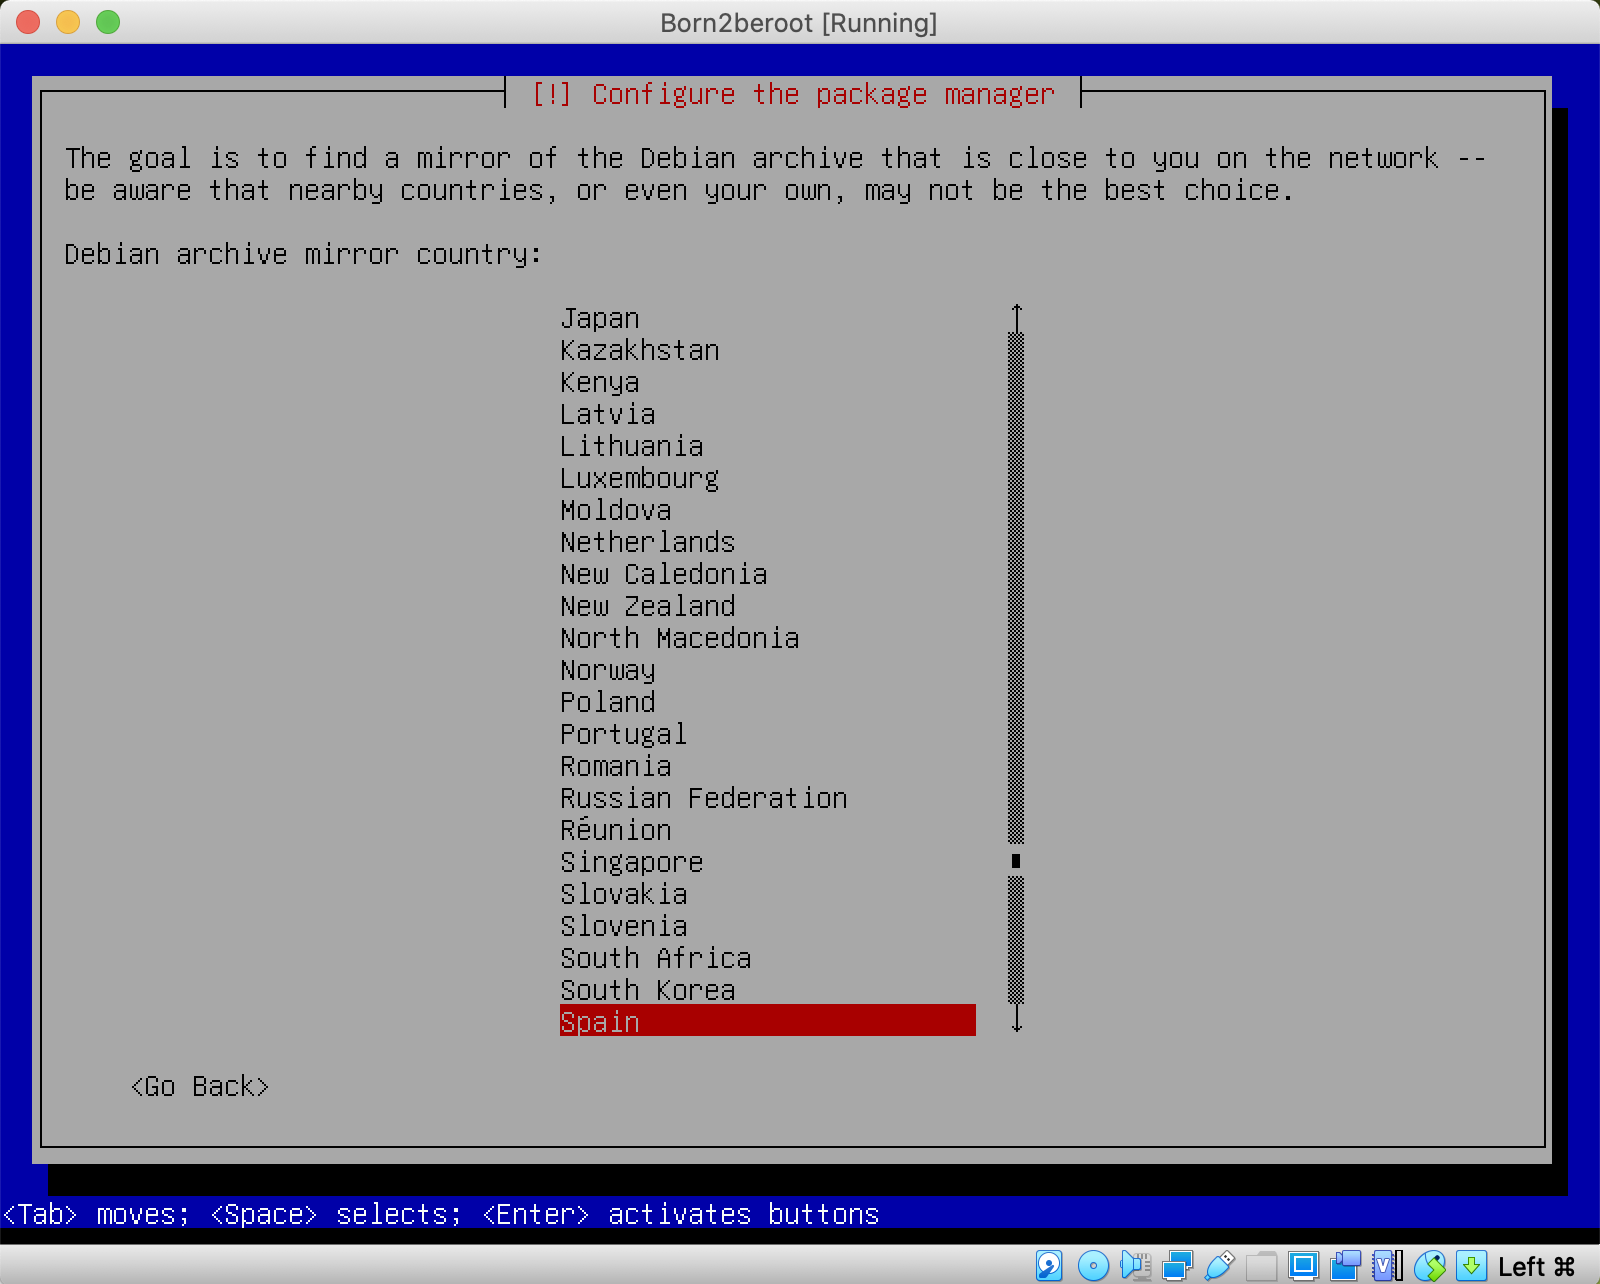 Born2beroot [Running]
[!] Configure the package manager
The goal is to find a mirror of the Debian archive that is close to you on the network --
be aware that nearby countries, or even your own, may not be the best choice.
Debian archive mirror country:
Japan
Kazakhstan
Kenya
Latvia
Lithuania
Luxembourg
Moldova
Netherlands
New Caledonia
New Zealand
North Macedonia
Norway
Poland
Portugal
Romania
Russian Federation
Réunion
Singapore
Slovakia
Slovenia
South Africa
South Korea
Spain
<Go Back>
<Tab> moves; <Space> selects; <Enter> activates buttons
Left ⌘